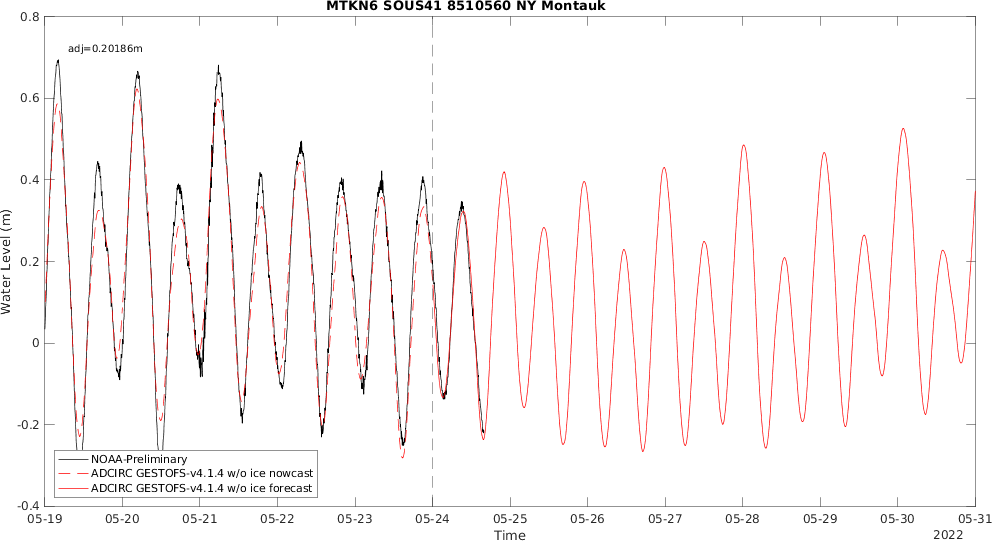 MTKN6 SOUS41 8510560 NY Montauk
adj=0.20186m
Water Level (m)
0.8
0.6
0.4
0.2
0
-0.2
-0.4
NOAA-Preliminary
ADCIRC GESTOFS-v4.1.4 w/o ice nowcast
ADCIRC GESTOFS-v4.1.4 w/o ice forecast
05-19 05-20 05-21 05-22 05-23 05-24 05-25 05-26 05-27 05-28 05-29 05-30 05-31
Time
2022